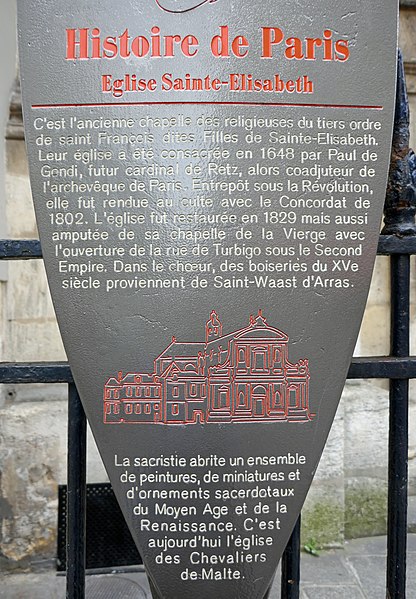 Histoire de Paris
Eglise Sainte-Elisabeth
C'est l'ancienne chapelle des religieuses du tiers ordre
de saint François dites Filles de Sainte-Elisabeth.
Leur église a été consacrée en 1648 par Paul de
Gondi, futur cardinal de Retz, alors coadjuteur de
l'archevêque de Paris. Entrepôt sous la Révolution,
elle fut rendue au culte avec le Concordat de
1802. L'église fut restaurée en 1829 mais aussi
amputée de sa chapelle de la Vierge avec
l'ouverture de la rue de Turbigo sous le Second
Empire. Dans le chœur, des boiseries du XVe
siècle proviennent de Saint-Waast d'Arras.
La sacristie abrite un ensemble
de peintures, de miniatures et
d'ornements sacerdotaux
du Moyen Age et de la
Renaissance. C'est
aujourd'hui l'église
des Chevaliers
de Malte.